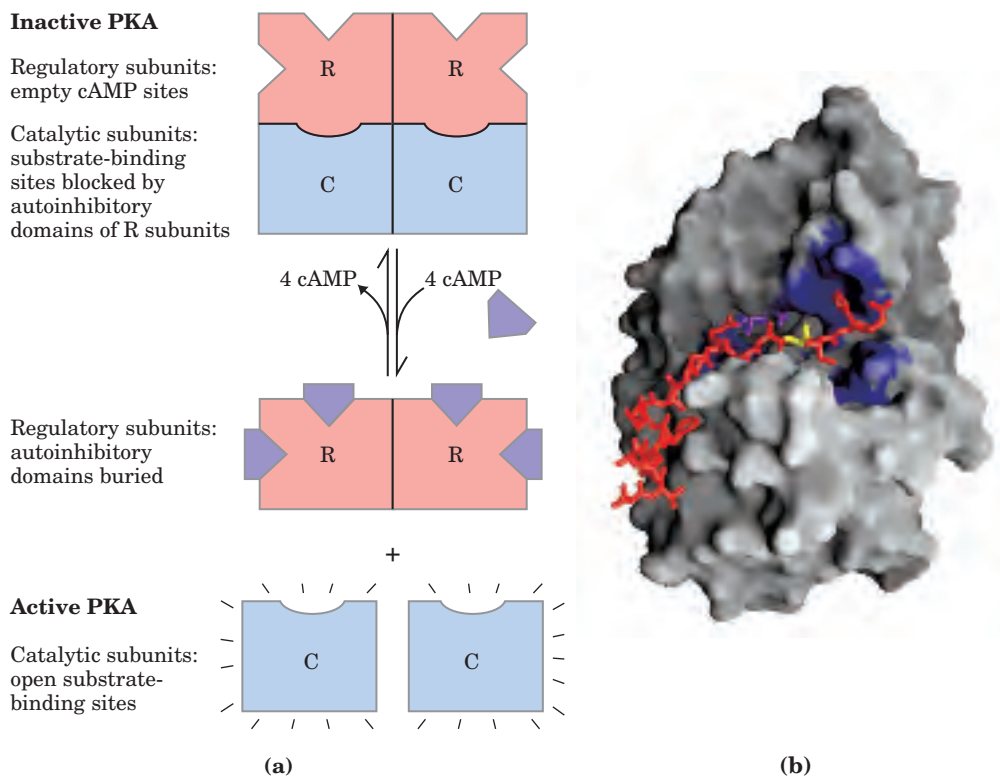 Inactive PKA
Regulatory subunits:
empty cAMP sites
Catalytic subunits:
substrate-binding
sites blocked by
autoinhibitory
domains of R subunits
R
R
C
C
4 cAMP
4 cAMP
Regulatory subunits:
autoinhibitory
domains buried
R
R
+
Active PKA
Catalytic subunits:
open substrate-
binding sites
C
C
(a)
(b)